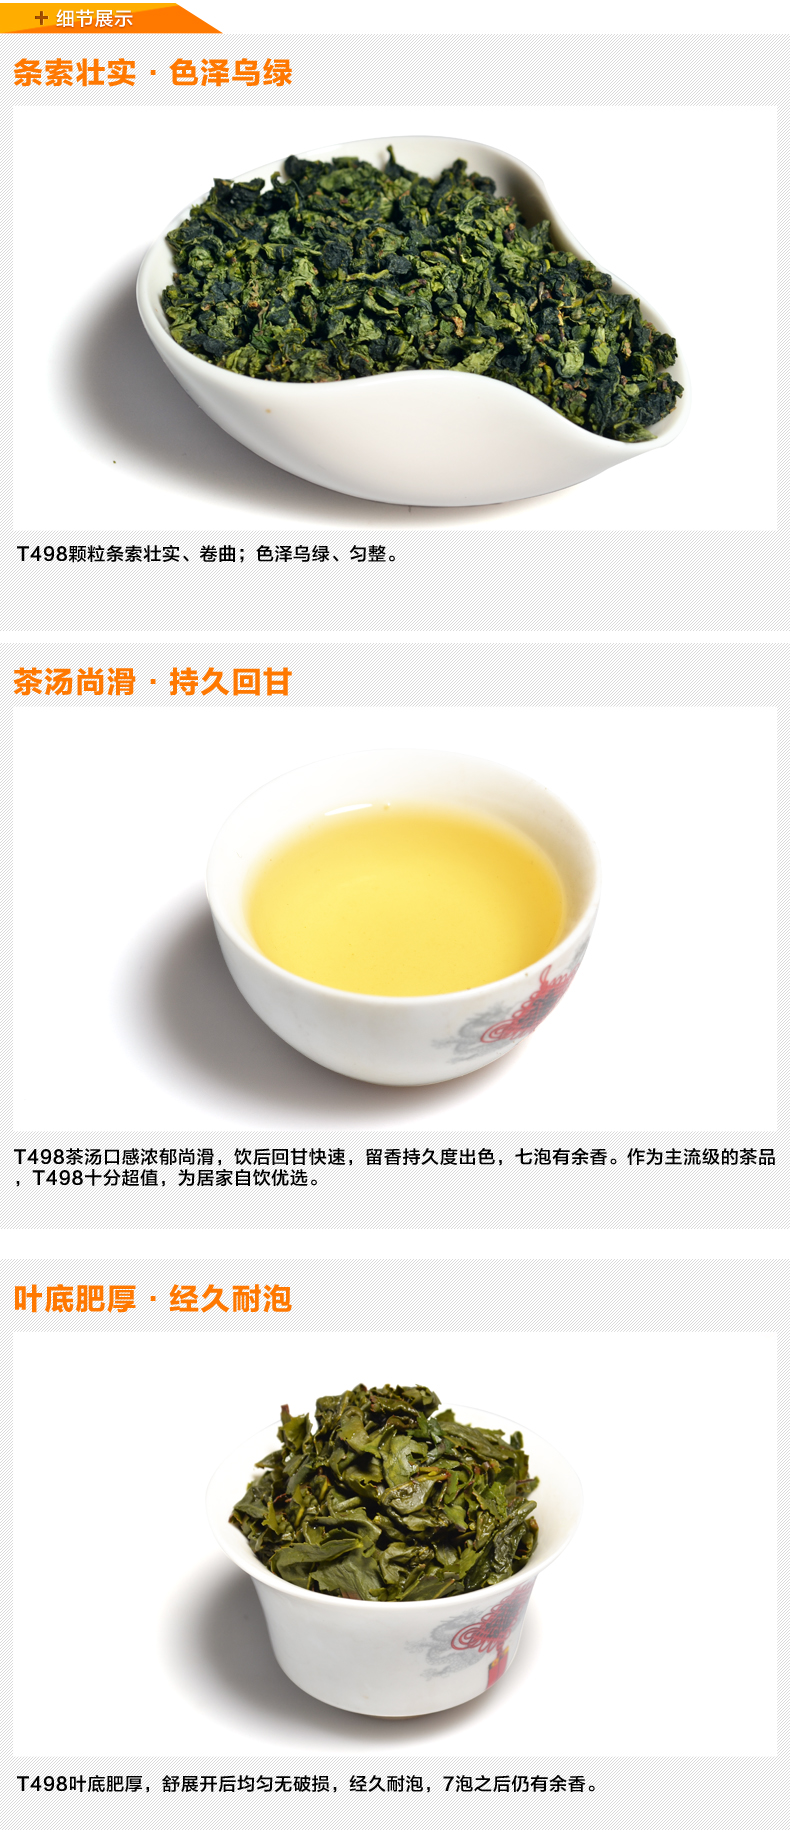 + 细节展示
条索壮实 · 色泽乌绿
T498颗粒条索壮实、卷曲；色泽乌绿、匀整。
茶汤尚滑 · 持久回甘
T498茶汤口感浓郁尚滑，饮后回甘快速，留香持久度出色，七泡有余香。作为主流级的茶品
，T498十分超值，为居家自饮优选。
叶底肥厚 · 经久耐泡
T498叶底肥厚，舒展开后均匀无破损，经久耐泡，7泡之后仍有余香。